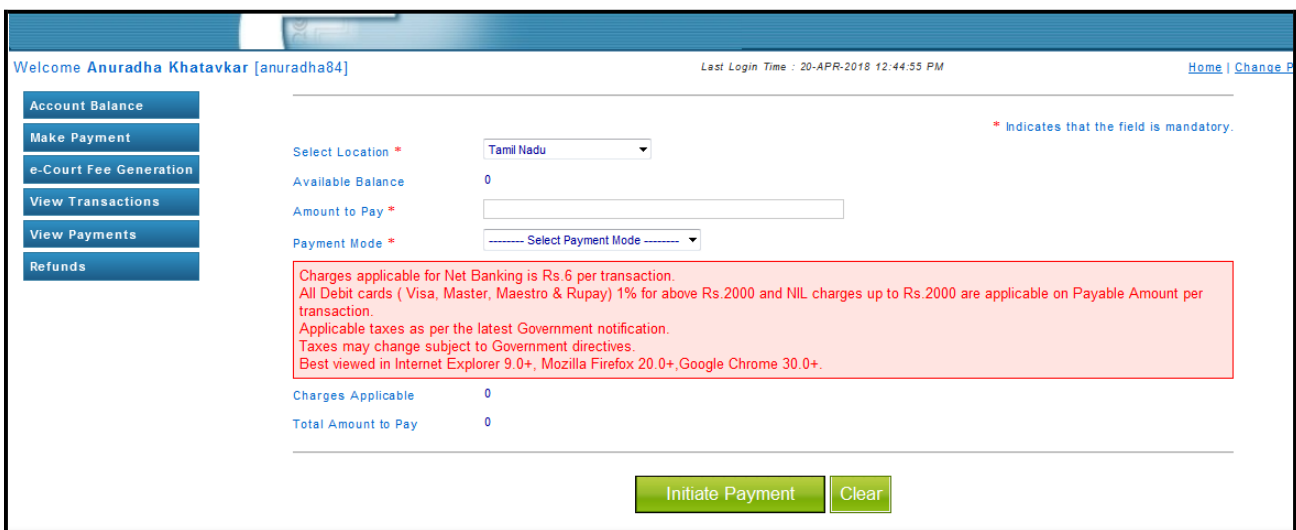 Welcome Anuradha Khatavkar [anuradha84]
Last Login Time : 20-APR-2018 12:44:55 PM
Home | Change P
Account Balance
Make Payment
e-Court Fee Generation
View Transactions
View Payments
Refunds
* Indicates that the field is mandatory.
Select Location * Tamil Nadu
Available Balance 0
Amount to Pay *
Payment Mode * -------- Select Payment Mode --------
Charges applicable for Net Banking is Rs.6 per transaction.
All Debit cards ( Visa, Master, Maestro & Rupay) 1% for above Rs.2000 and NIL charges up to Rs.2000 are applicable on Payable Amount per
transaction.
Applicable taxes as per the latest Government notification.
Taxes may change subject to Government directives.
Best viewed in Internet Explorer 9.0+, Mozilla Firefox 20.0+,Google Chrome 30.0+.
Charges Applicable 0
Total Amount to Pay 0
Initiate Payment Clear